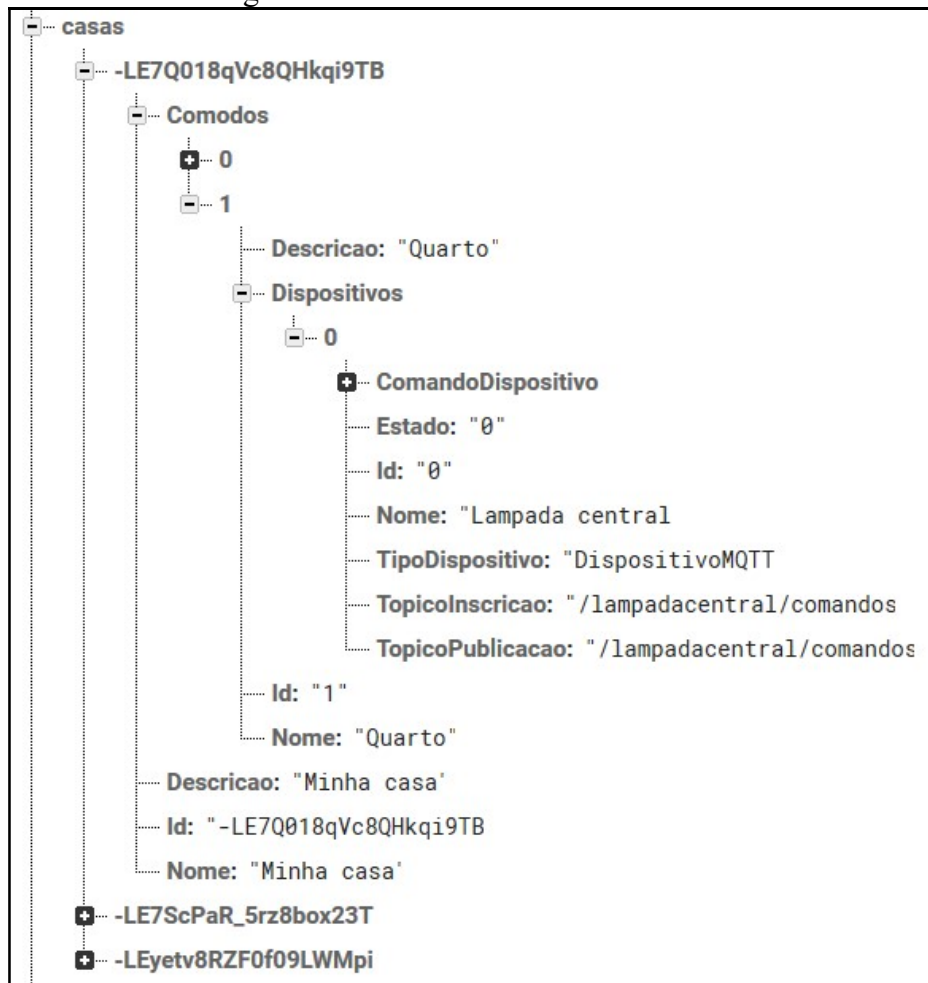 casas
-LE7Q018qVc8QHkqi9TB
Comodos
0
1
Descricao: "Quarto"
Dispositivos
0
ComandoDispositivo
Estado: "0"
Id: "0"
Nome: "Lampada central
TipoDispositivo: "DispositivoMQTT
TopicoInscricao: "/lampadacentral/comandos
TopicoPublicacao: "/lampadacentral/comandos
Id: "1"
Nome: "Quarto"
Descricao: "Minha casa'
Id: "-LE7Q018qVc8QHkqi9TB
Nome: "Minha casa'
-LE7ScPaR_5rz8box23T
-LEyetv8RZF0f09LWMpi